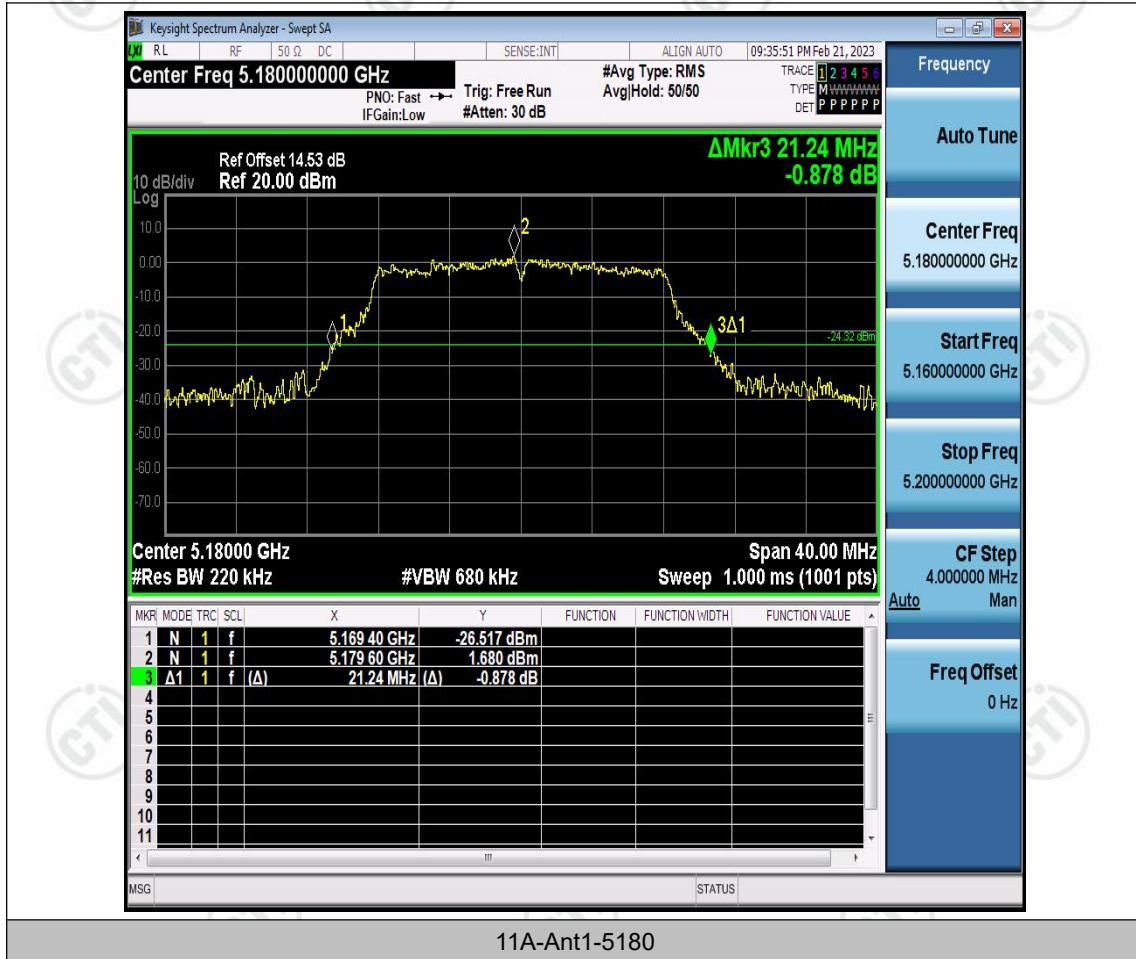 Keysight Spectrum Analyzer - Swept SA
LXI RL RF 50 Ω DC SENSE:INT ALIGN AUTO 09:35:51 PM Feb 21, 2023
Center Freq 5.180000000 GHz #Avg Type: RMS TRACE 1 2 3 4 5 6
PNO: Fast Trig: Free Run Avg|Hold: 50/50 TYPE M WWWWW
IFGain:Low #Atten: 30 dB DET P P P P P P
Frequency
Auto Tune
Center Freq
5.180000000 GHz
Start Freq
5.160000000 GHz
Stop Freq
5.200000000 GHz
CF Step
4.000000 MHz
Auto Man
Freq Offset
0 Hz
ΔMkr3 21.24 MHz
-0.878 dB
Ref Offset 14.53 dB
10 dB/div Ref 20.00 dBm
Log
10.0
0.00
-10.0
-20.0
-30.0
-40.0
-50.0
-60.0
-70.0
2
1
3Δ1
-24.32 dBm
Center 5.18000 GHz Span 40.00 MHz
#Res BW 220 kHz #VBW 680 kHz Sweep 1.000 ms (1001 pts)
MKR MODE TRC SCL X Y FUNCTION FUNCTION WIDTH FUNCTION VALUE
1 N 1 f 5.169 40 GHz -26.517 dBm
2 N 1 f 5.179 60 GHz 1.680 dBm
3 Δ1 1 f (Δ) 21.24 MHz (Δ) -0.878 dB
4
5
6
7
8
9
10
11
MSG STATUS
11A-Ant1-5180
CTI
CTI
CTI
CTI